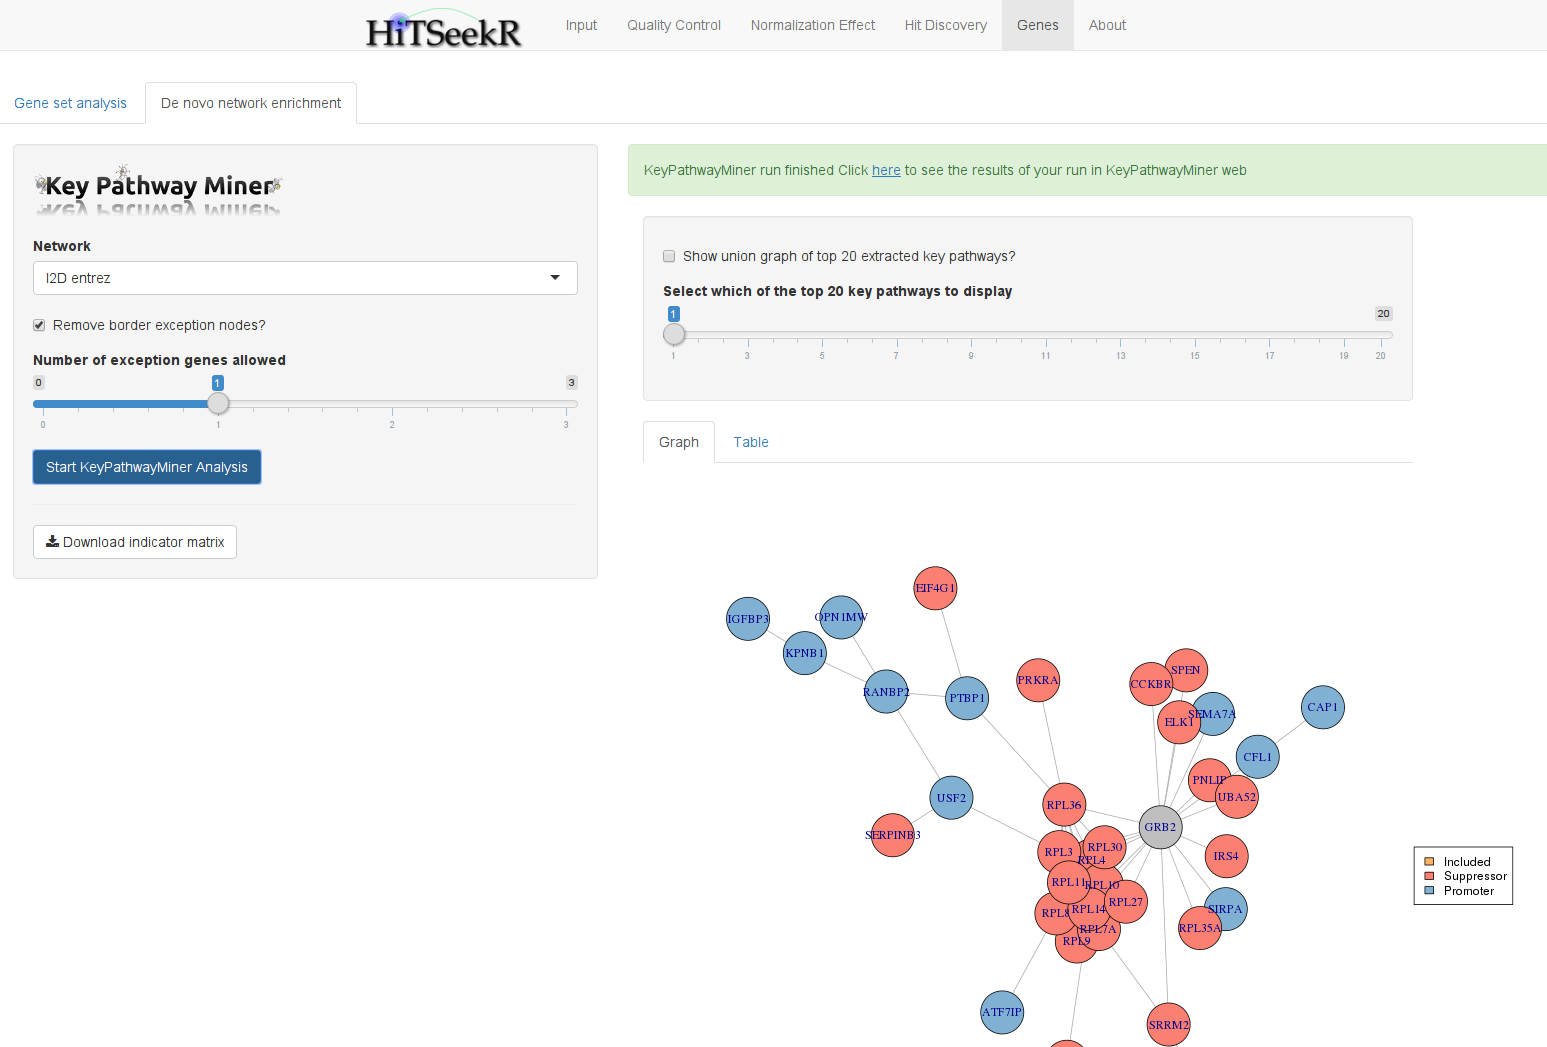 HiTSeekR
Input
Quality Control
Normalization Effect
Hit Discovery
Genes
About
Gene set analysis
De novo network enrichment
Key Pathway Miner
Network
I2D entrez
Remove border exception nodes?
Number of exception genes allowed
0
1
3
0
1
2
3
Start KeyPathwayMiner Analysis
Download indicator matrix
KeyPathwayMiner run finished Click here to see the results of your run in KeyPathwayMiner web
Show union graph of top 20 extracted key pathways?
Select which of the top 20 key pathways to display
1
20
1
3
5
7
9
11
13
15
17
19
20
Graph
Table
EIF4G1
IGFBP3
OPN1MW
KPNB1
RANBP2
PTBP1
PRKRA
CCKBR
SPEN
ELK1
SEMA7A
CAP1
CFL1
PNLIP
UBA52
USF2
RPL36
GRB2
SERPINB3
RPL3
RPL30
RPL4
IRS4
RPL11
RPL10
RPL27
RPL8
RPL14
SIRPA
RPL7A
RPL35A
RPL9
ATF7IP
SRRM2
Included
Suppressor
Promoter